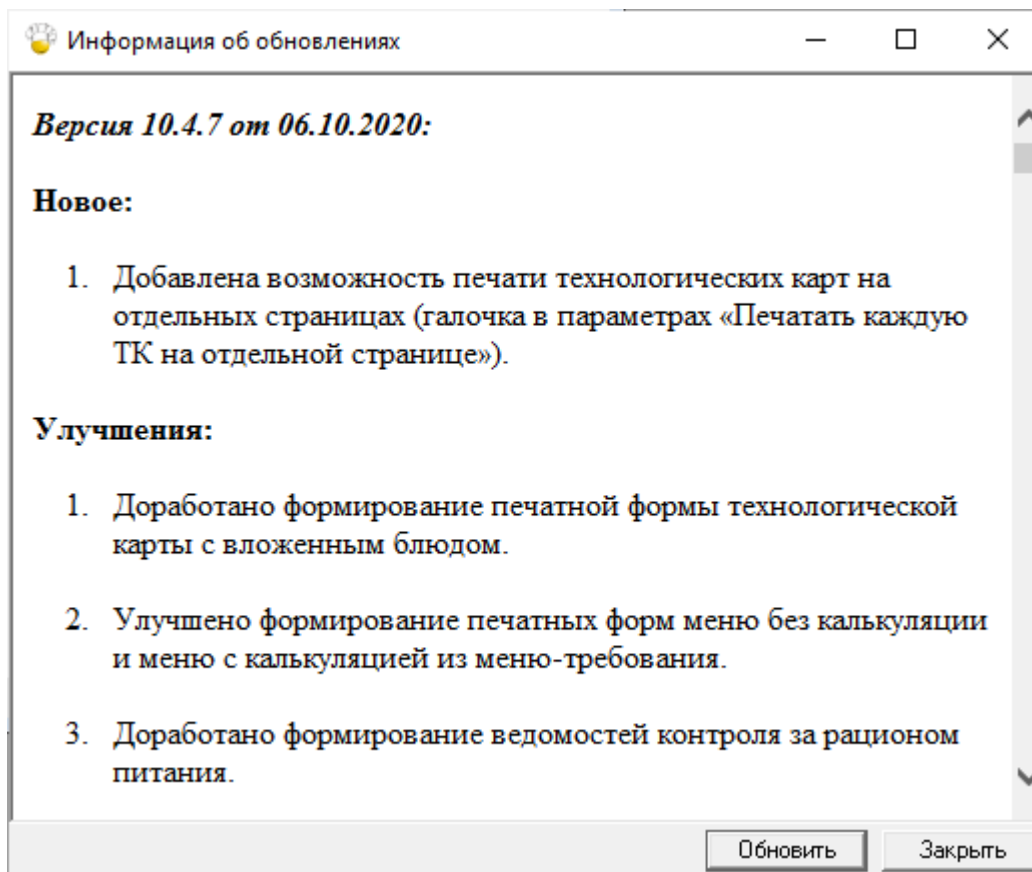 Информация об обновлениях
Версия 10.4.7 от 06.10.2020:
Новое:
1. Добавлена возможность печати технологических карт на
отдельных страницах (галочка в параметрах «Печатать каждую
ТК на отдельной странице»).
Улучшения:
1. Доработано формирование печатной формы технологической
карты с вложенным блюдом.
2. Улучшено формирование печатных форм меню без калькуляции
и меню с калькуляцией из меню-требования.
3. Доработано формирование ведомостей контроля за рационом
питания.
Обновить Закрыть